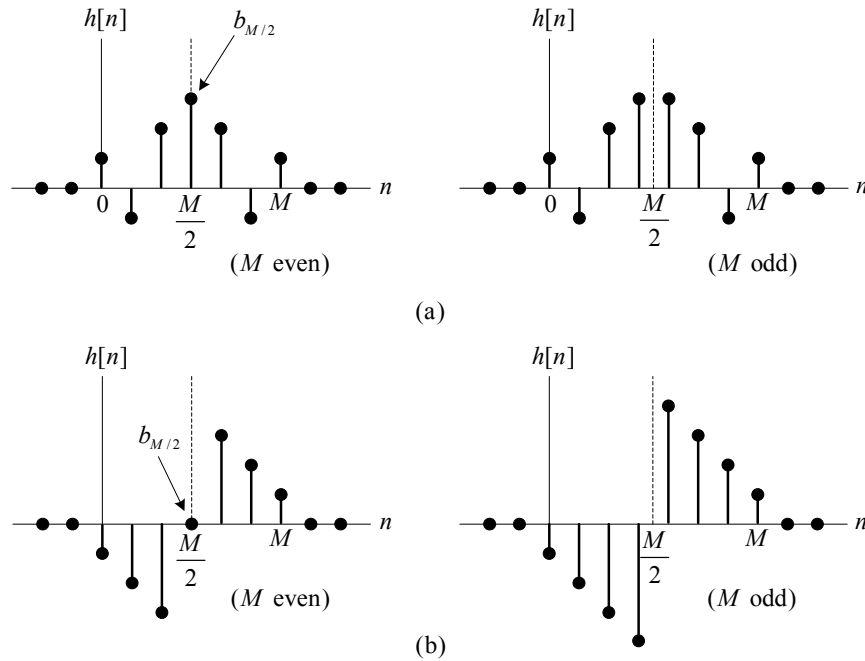 h[n]
b_{M/2}
0
M/2
M
n
(M even)
h[n]
0
M/2
M
n
(M odd)
(a)
h[n]
b_{M/2}
M/2
M
n
(M even)
h[n]
M/2
M
n
(M odd)
(b)